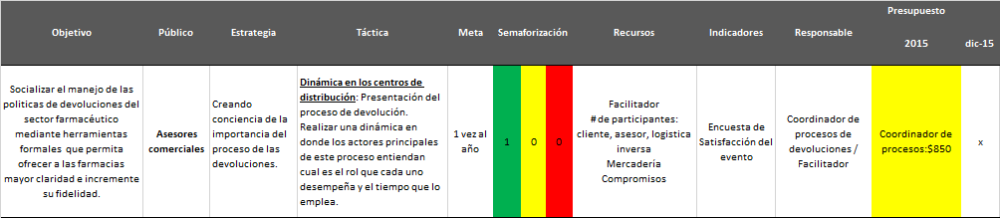 Objetivo
Público
Estrategia
Táctica
Meta
Semaforización
Recursos
Indicadores
Responsable
Presupuesto
2015
dic-15
Socializar el manejo de las
politicas de devoluciones del
sector farmacéutico
mediante herramientas
formales que permita
ofrecer a las farmacias
mayor claridad e incremente
su fidelidad.
Asesores
comerciales
Creando
conciencia de la
importancia del
proceso de las
devoluciones.
Dinámica en los centros de
distribución: Presentación del
proceso de devolución.
Realizar una dinámica en
donde los actores principales
de este proceso entiendan
cual es el rol que cada uno
desempeña y el tiempo que lo
emplea.
1 vez al
año
1
0
0
Facilitador
# de participantes:
cliente, asesor, logistica
inversa
Mercadería
Compromisos
Encuesta de
Satisfacción del
evento
Coordinador de
procesos de
devoluciones /
Facilitador
Coordinador de
procesos:$850
x